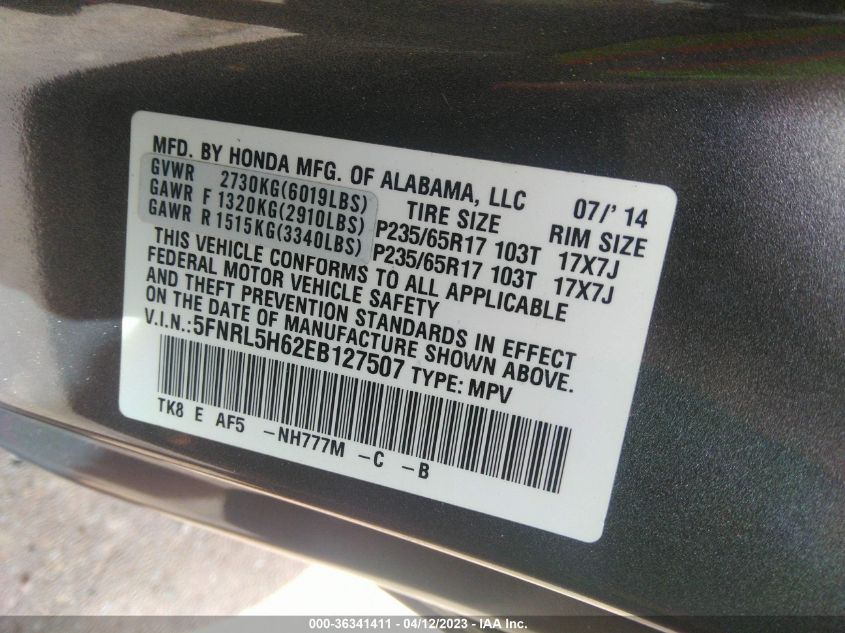 MFD. BY HONDA MFG. OF ALABAMA, LLC 07/' 14
GVWR 2730KG(6019LBS) TIRE SIZE RIM SIZE
GAWR F 1320KG(2910LBS) P235/65R17 103T 17X7J
GAWR R 1515KG(3340LBS) P235/65R17 103T 17X7J
THIS VEHICLE CONFORMS TO ALL APPLICABLE
FEDERAL MOTOR VEHICLE SAFETY
AND THEFT PREVENTION STANDARDS IN EFFECT
ON THE DATE OF MANUFACTURE SHOWN ABOVE.
V.I.N.:5FNRL5H62EB127507 TYPE: MPV
TK8 E AF5 -NH777M -C -B
000-36341411 - 04/12/2023 - IAA Inc.